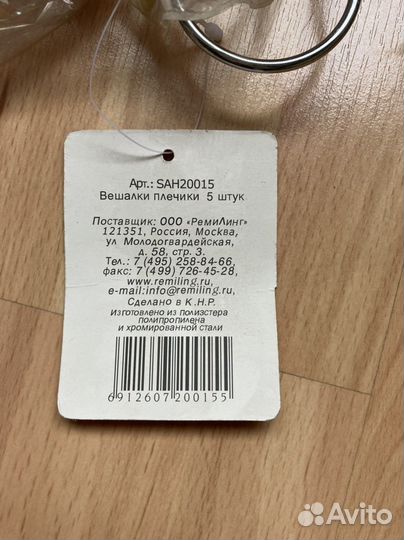 Арт.: SAH20015
Вешалки плечики 5 штук
Поставщик: ООО «РемиЛинг»
121351, Россия, Москва,
ул Молодогвардейская,
д. 58, стр. 3.
Тел.: 7 (495) 258-84-66,
факс: 7 (499) 726-45-28,
www.remiling.ru,
e-mail:info@remiling.ru,
Сделано в К.Н.Р.
Изготовлено из полиэстера
полипропилена
и хромированной стали
6912607200155
Avito